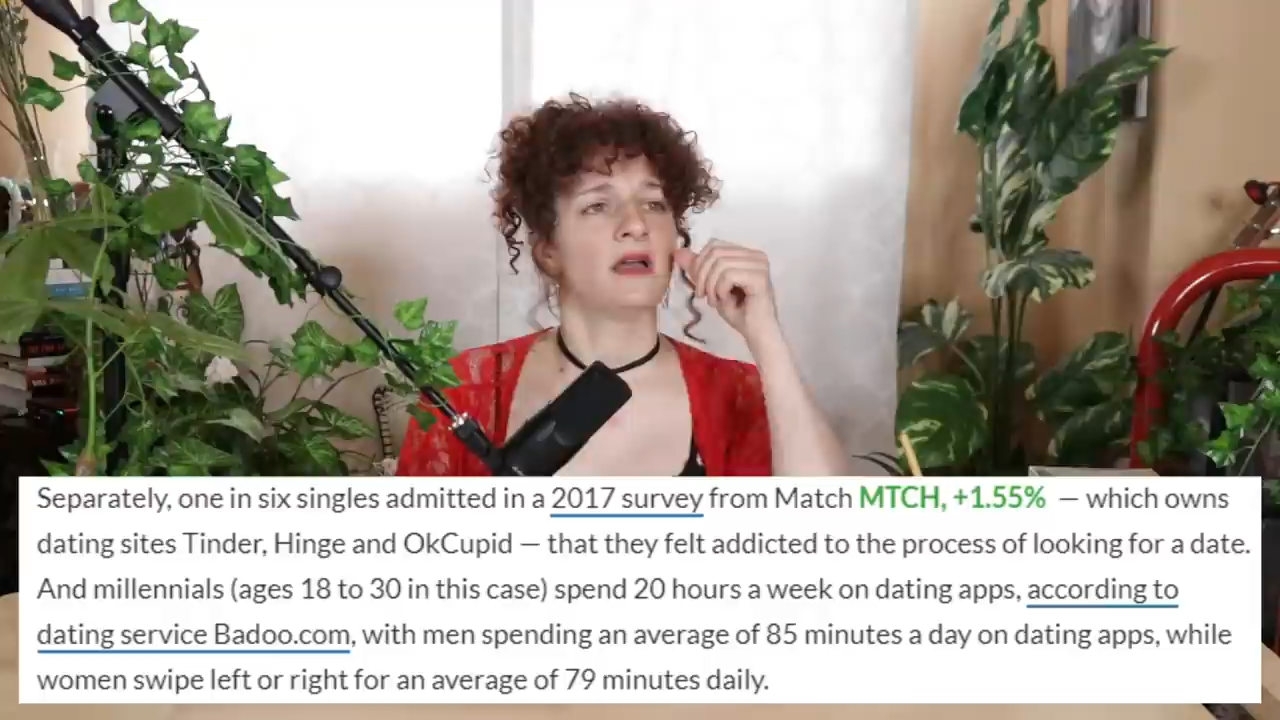 Separately, one in six singles admitted in a 2017 survey from Match MTCH, +1.55% — which owns
dating sites Tinder, Hinge and OkCupid — that they felt addicted to the process of looking for a date.
And millennials (ages 18 to 30 in this case) spend 20 hours a week on dating apps, according to
dating service Badoo.com, with men spending an average of 85 minutes a day on dating apps, while
women swipe left or right for an average of 79 minutes daily.